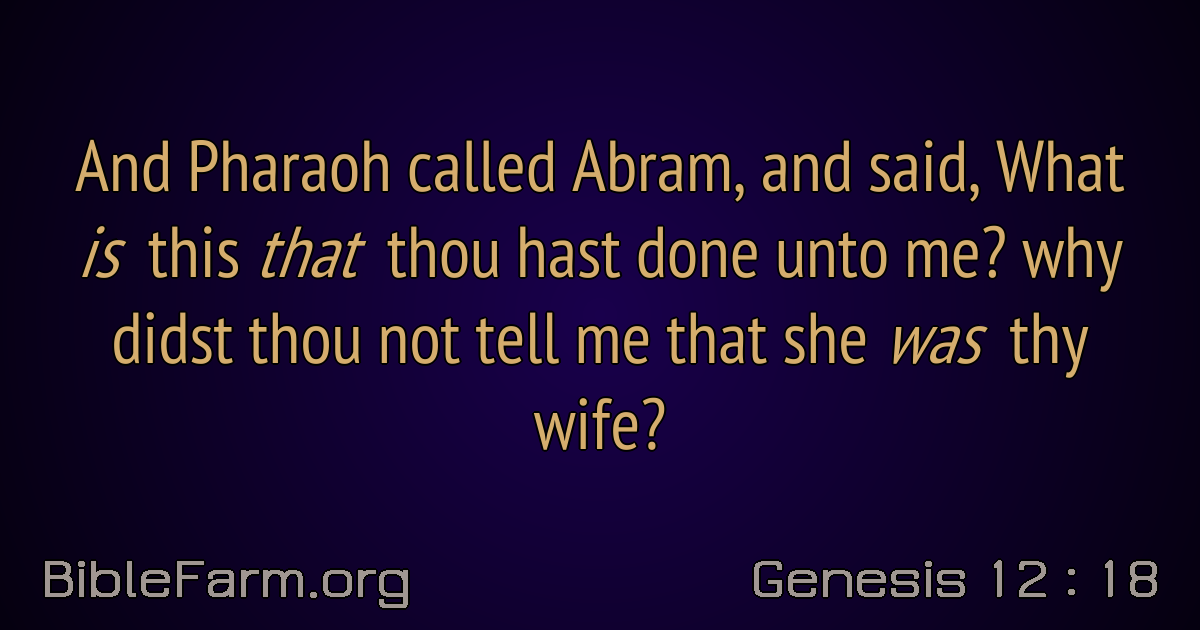 And Pharaoh called Abram, and said, What
is this that thou hast done unto me? why
didst thou not tell me that she was thy
wife?
BibleFarm.org
Genesis 12 : 18